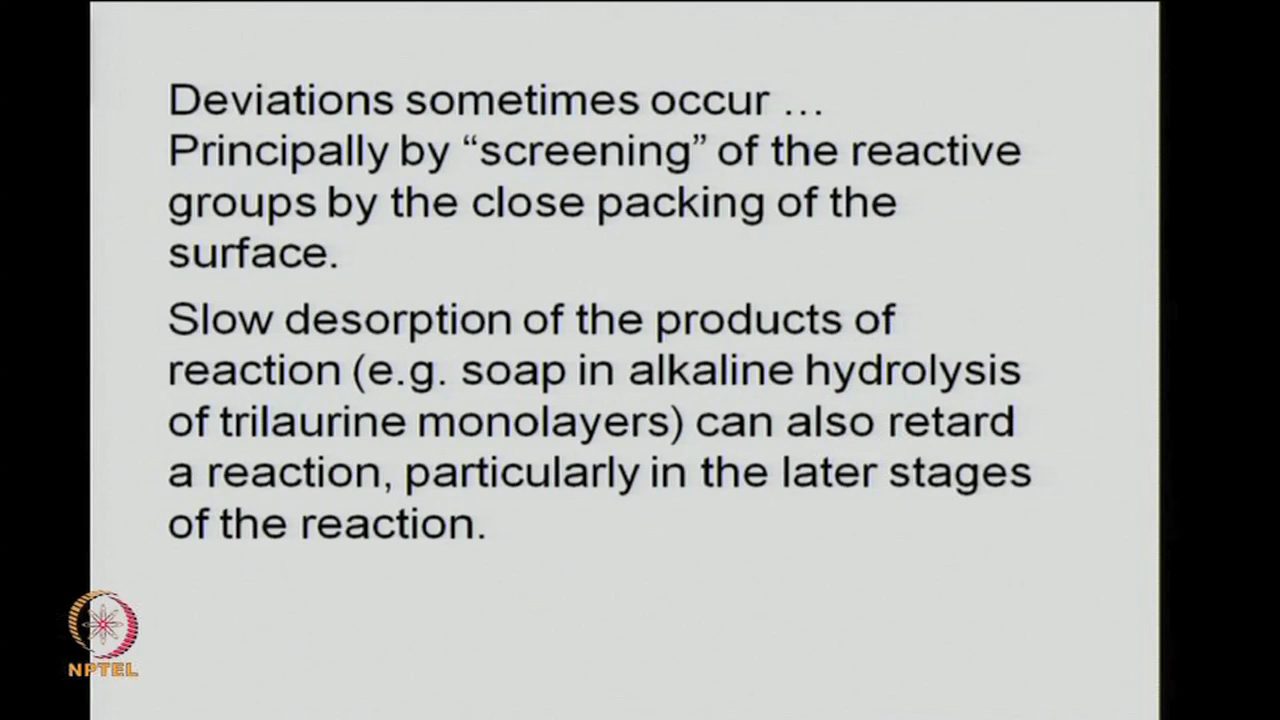 Deviations sometimes occur …
Principally by “screening” of the reactive
groups by the close packing of the
surface.
Slow desorption of the products of
reaction (e.g. soap in alkaline hydrolysis
of trilaurine monolayers) can also retard
a reaction, particularly in the later stages
of the reaction.
NPTEL